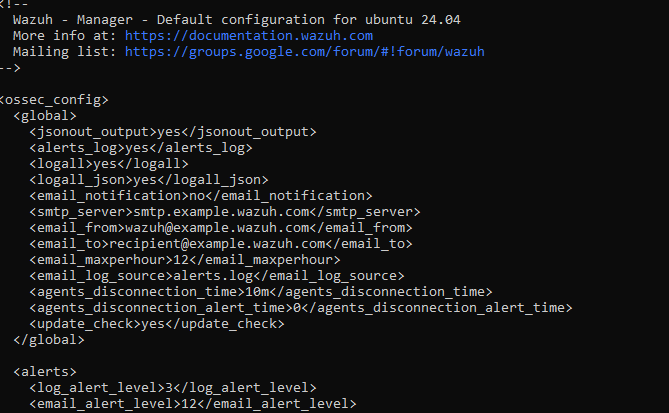 <!--
  Wazuh - Manager - Default configuration for ubuntu 24.04
  More info at: https://documentation.wazuh.com
  Mailing list: https://groups.google.com/forum/#!forum/wazuh
-->

<ossec_config>
  <global>
    <jsonout_output>yes</jsonout_output>
    <alerts_log>yes</alerts_log>
    <logall>yes</logall>
    <logall_json>yes</logall_json>
    <email_notification>no</email_notification>
    <smtp_server>smtp.example.wazuh.com</smtp_server>
    <email_from>wazuh@example.wazuh.com</email_from>
    <email_to>recipient@example.wazuh.com</email_to>
    <email_maxperhour>12</email_maxperhour>
    <email_log_source>alerts.log</email_log_source>
    <agents_disconnection_time>10m</agents_disconnection_time>
    <agents_disconnection_alert_time>0</agents_disconnection_alert_time>
    <update_check>yes</update_check>
  </global>

  <alerts>
    <log_alert_level>3</log_alert_level>
    <email_alert_level>12</email_alert_level>